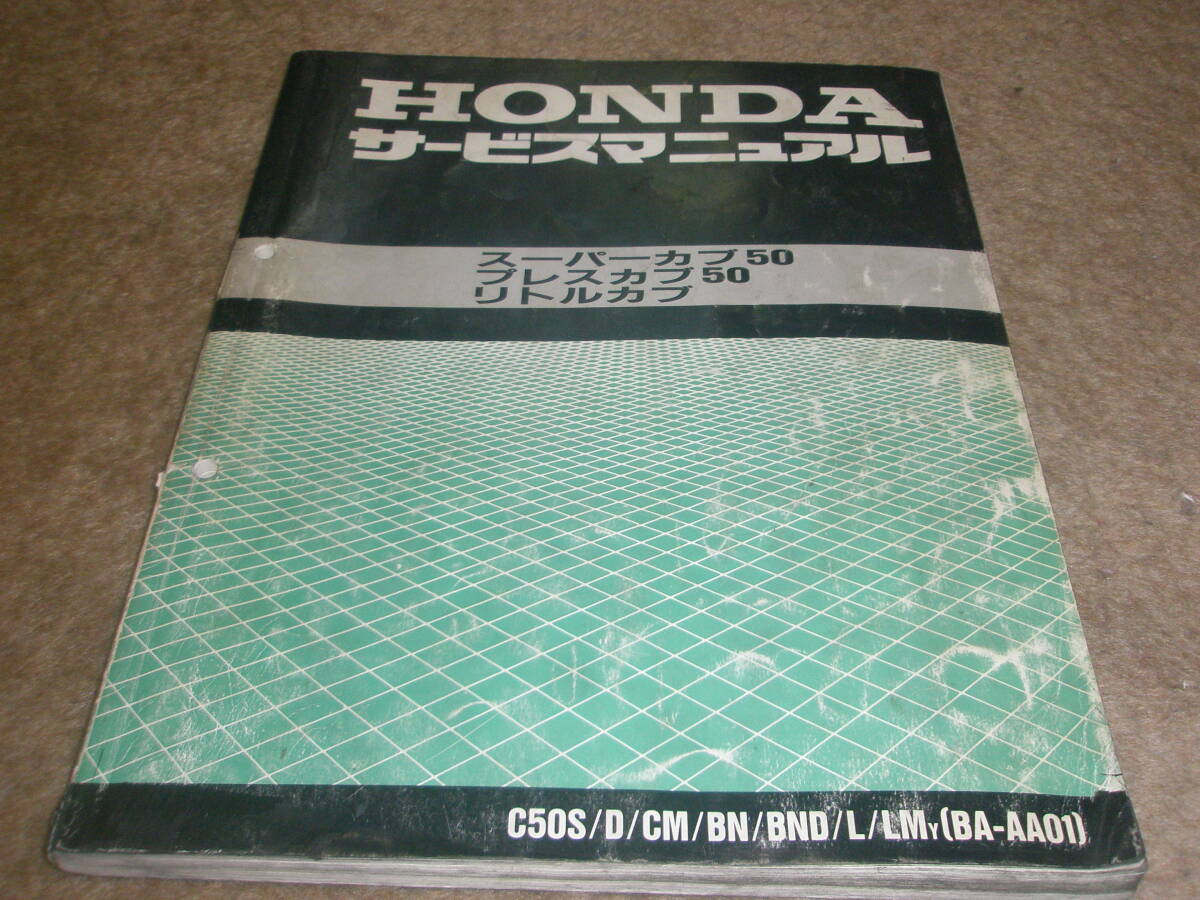 HONDA
サービスマニュアル
スーパーカブ50
プレスカブ50
リトルカブ
C50S/D/CM/BN/BND/L/LMY(BA-AA01)